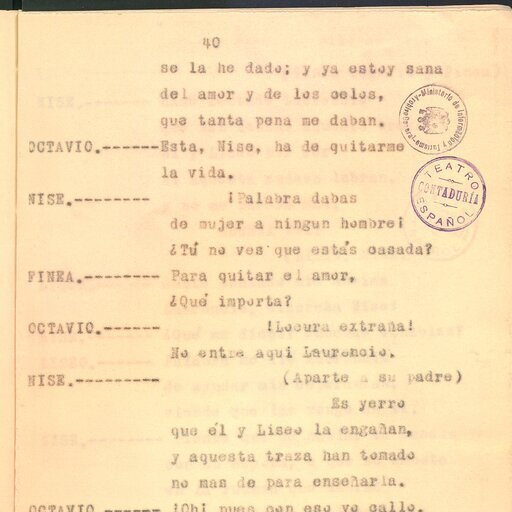 40
se la he dado; y ya estoy sana
del amor y de los celos,
que tanta pena me daban.
OCTAVIO.------Esta, Nise, ha de quitarme
la vida.
NISE.--------- ¡Palabra dabas
de mujer a ningun hombre!
¿Tú no ves que estás casada?
FINEA.-------- Para quitar el amor,
¿Qué importa?
OCTAVIO.------ ¡Locura extraña!
No entre aqui Laurencio.
NISE.--------- (Aparte a su padre)
Es yerro
que él y Liseo la engañan,
y aquesta traza han tomado
no mas de para enseñarla.
OCTAVIO.------ ¡Oh! pues con eso yo callo.
Ministerio de Información y Turismo
TEATRO
CONTADURÍA
ESPAÑOL